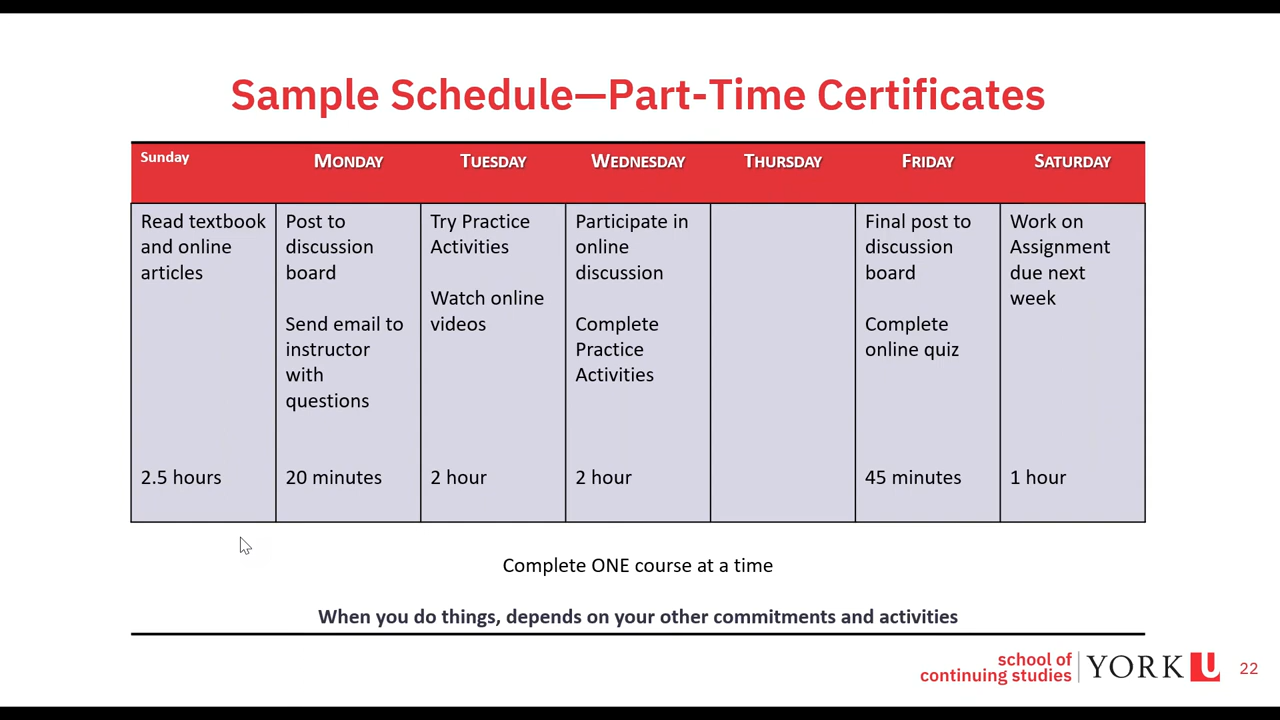 Sample Schedule—Part-Time Certificates
Sunday
MONDAY
TUESDAY
WEDNESDAY
THURSDAY
FRIDAY
SATURDAY
Read textbook
and online
articles
2.5 hours
Post to
discussion
board
Send email to
instructor
with
questions
20 minutes
Try Practice
Activities
Watch online
videos
2 hour
Participate in
online
discussion
Complete
Practice
Activities
2 hour
Final post to
discussion
board
Complete
online quiz
45 minutes
Work on
Assignment
due next
week
1 hour
Complete ONE course at a time
When you do things, depends on your other commitments and activities
school of
continuing studies
YORK U
22